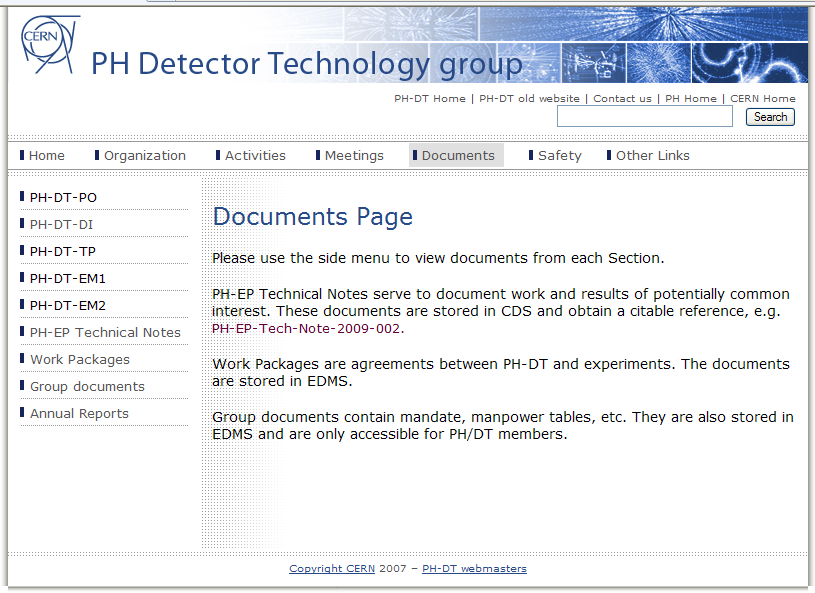 CERN
PH Detector Technology group
PH-DT Home | PH-DT old website | Contact us | PH Home | CERN Home
Search
Home
Organization
Activities
Meetings
Documents
Safety
Other Links
PH-DT-PO
PH-DT-DI
PH-DT-TP
PH-DT-EM1
PH-DT-EM2
PH-EP Technical Notes
Work Packages
Group documents
Annual Reports
Documents Page
Please use the side menu to view documents from each Section.
PH-EP Technical Notes serve to document work and results of potentially common
interest. These documents are stored in CDS and obtain a citable reference, e.g.
PH-EP-Tech-Note-2009-002.
Work Packages are agreements between PH-DT and experiments. The documents
are stored in EDMS.
Group documents contain mandate, manpower tables, etc. They are also stored in
EDMS and are only accessible for PH/DT members.
Copyright CERN 2007 – PH-DT webmasters